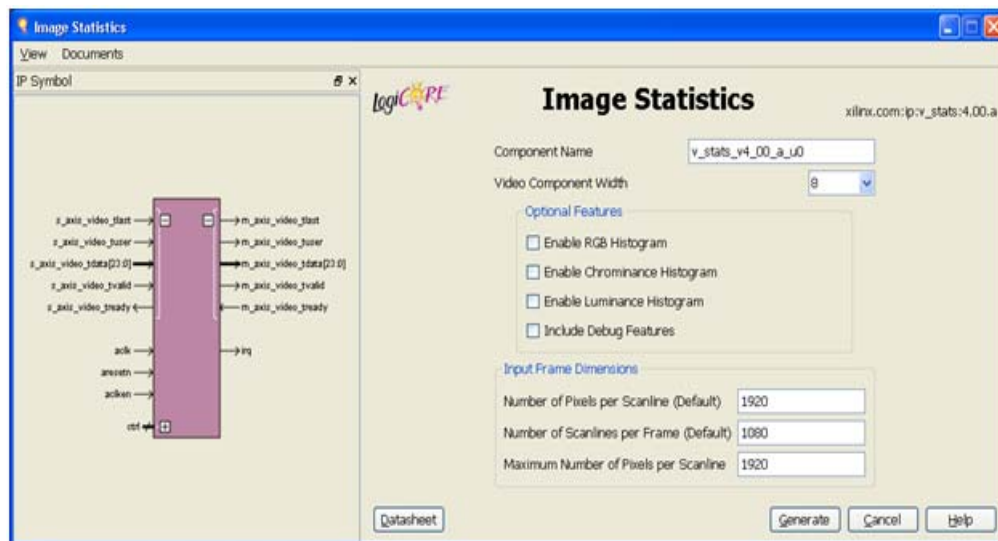 Image Statistics
View Documents
IP Symbol
s_axis_video_tlast
s_axis_video_tuser
s_axis_video_tdata[23:0]
s_axis_video_tvalid
s_axis_video_tready
aclk
aresetn
aclken
ctrl
m_axis_video_tlast
m_axis_video_tuser
m_axis_video_tdata[23:0]
m_axis_video_tvalid
m_axis_video_tready
irq
LogiCORE
Image Statistics
xilinx.com:ip:v_stats:4.00.a
Component Name v_stats_v4_00_a_u0
Video Component Width 8
Optional Features
Enable RGB Histogram
Enable Chrominance Histogram
Enable Luminance Histogram
Include Debug Features
Input Frame Dimensions
Number of Pixels per Scanline (Default) 1920
Number of Scanlines per Frame (Default) 1080
Maximum Number of Pixels per Scanline 1920
Datasheet Generate Cancel Help